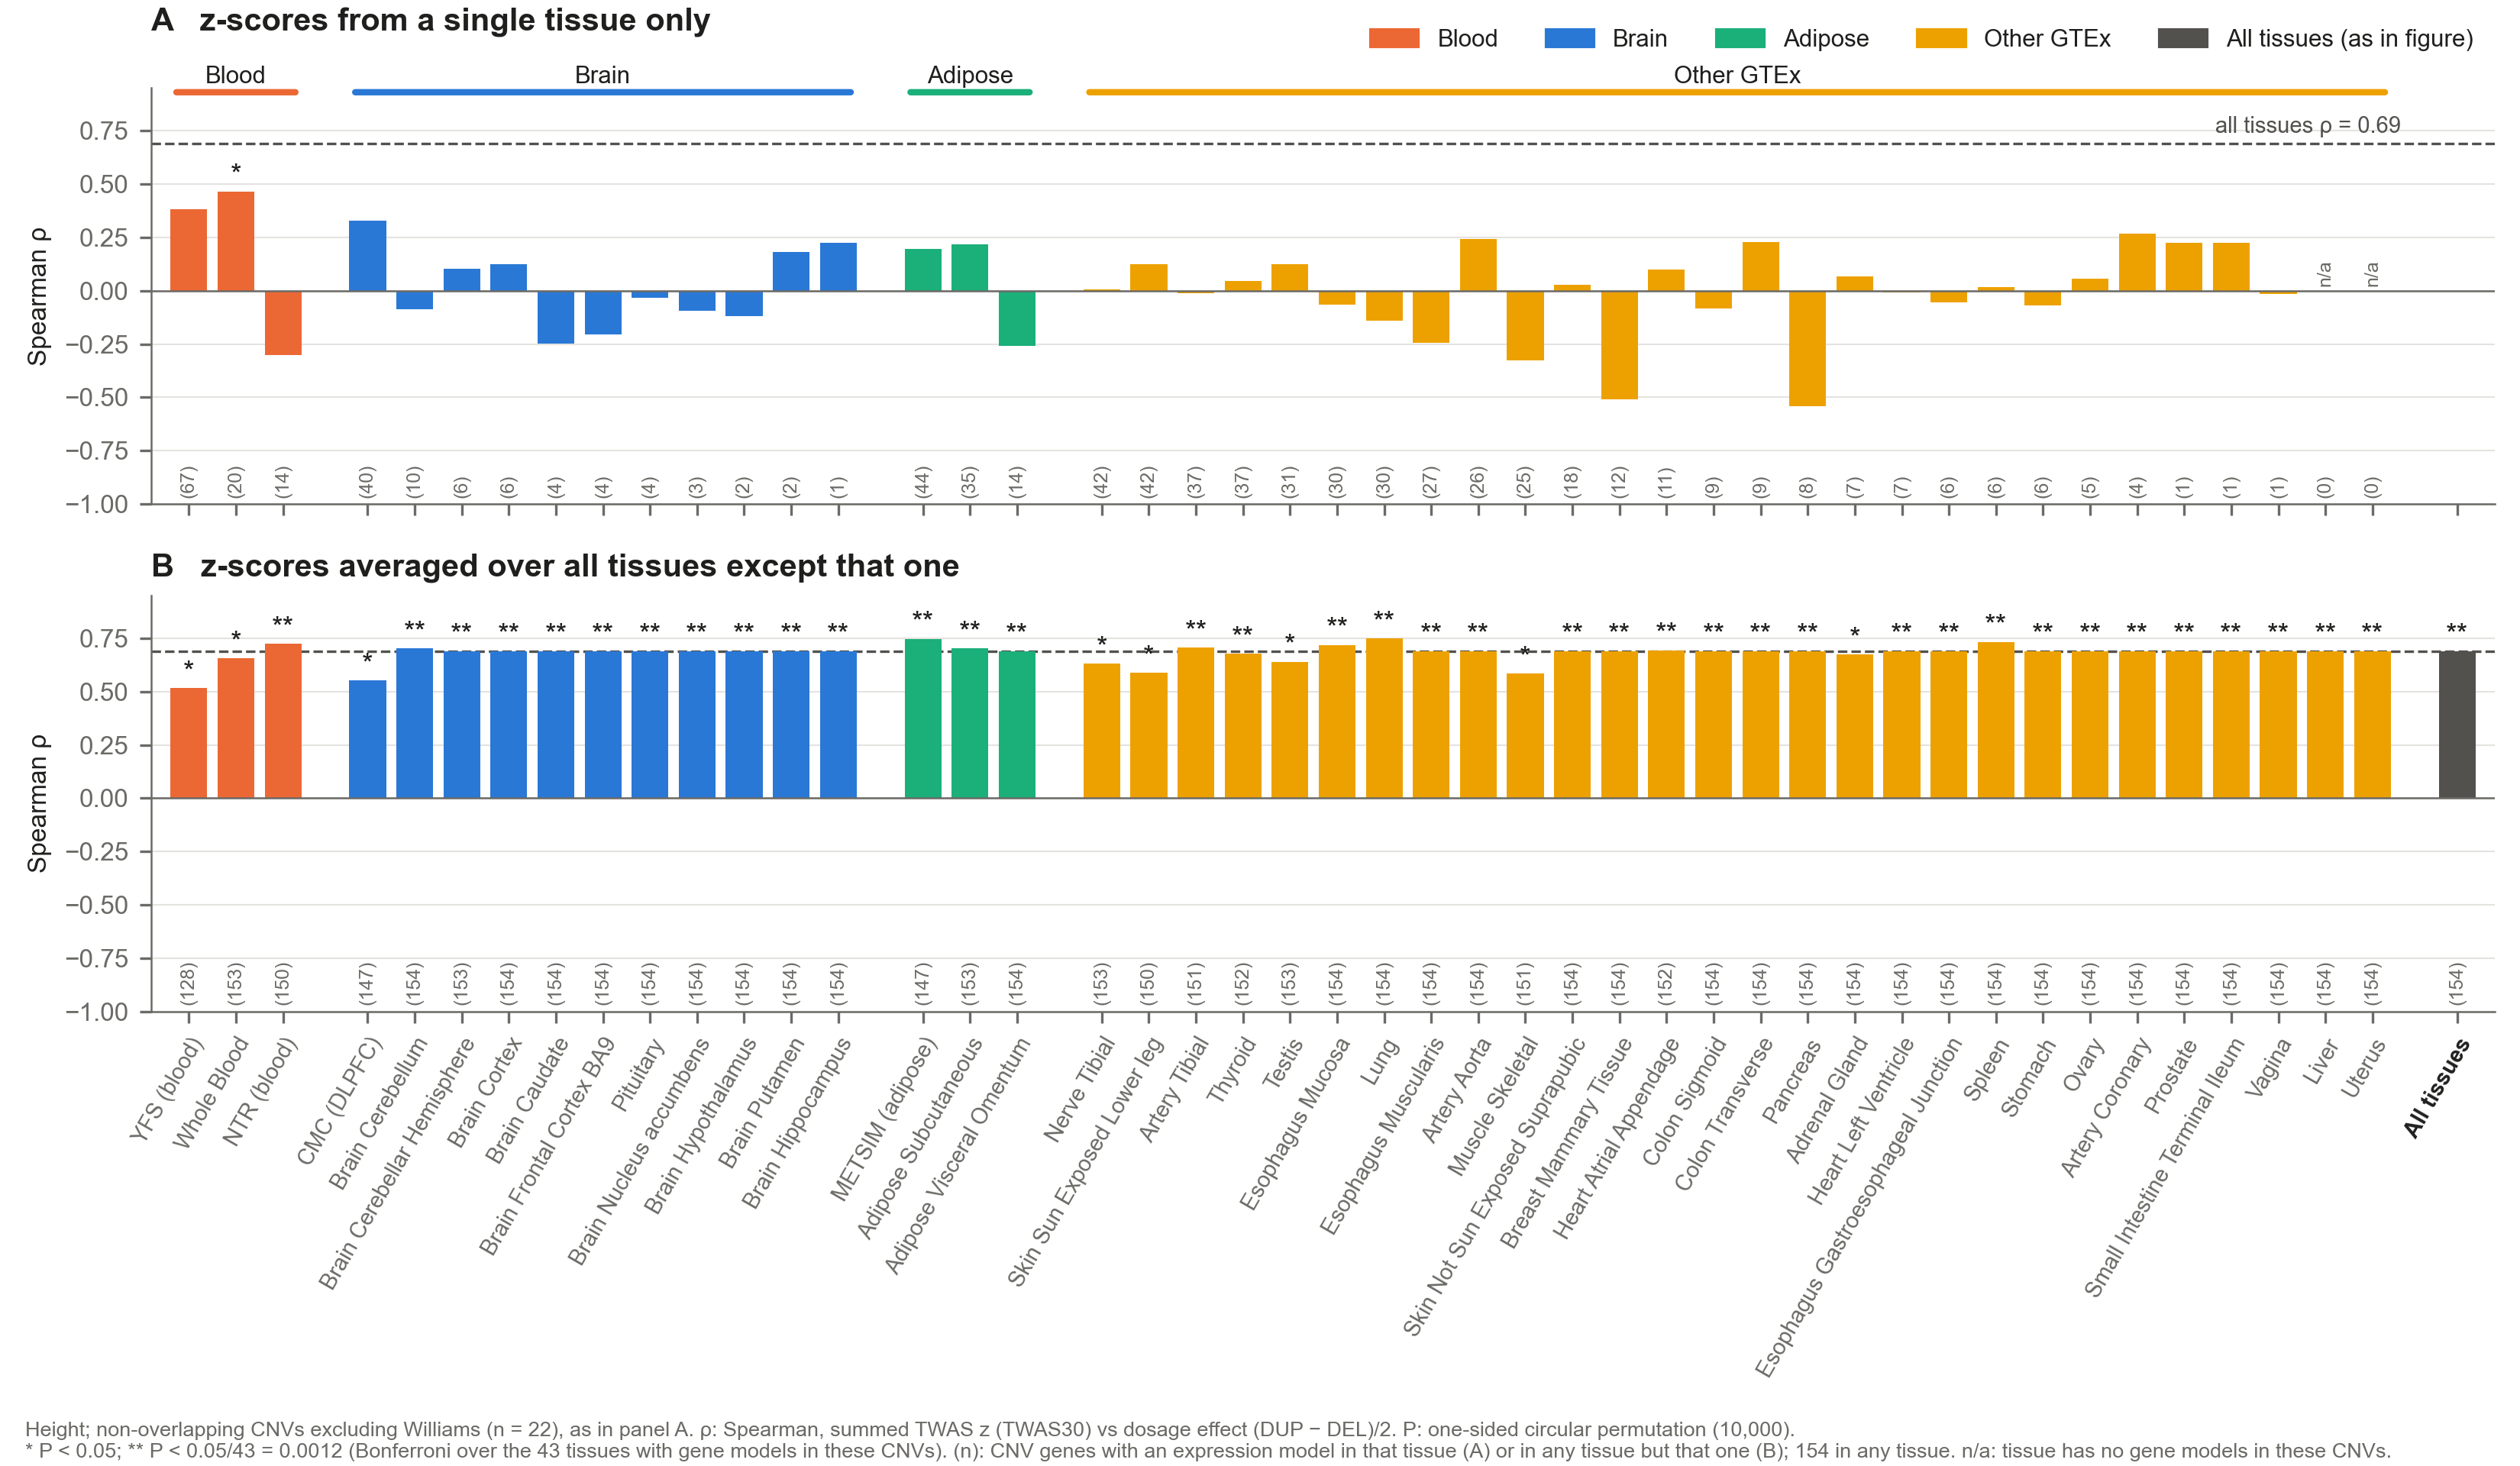 A z-scores from a single tissue only
Blood Brain Adipose Other GTEx All tissues (as in figure)
Blood Brain Adipose Other GTEx
all tissues ρ = 0.69
Spearman ρ
0.75
0.50
0.25
0.00
−0.25
−0.50
−0.75
−1.00
*
n/a n/a
(67) (20) (14) (40) (10) (6) (6) (4) (4) (4) (3) (2) (2) (1) (44) (35) (14) (42) (42) (37) (37) (31) (30) (30) (27) (26) (25) (18) (12) (11) (9) (9) (8) (7) (7) (6) (6) (6) (5) (4) (1) (1) (1) (0) (0)
B z-scores averaged over all tissues except that one
Spearman ρ
0.75
0.50
0.25
0.00
−0.25
−0.50
−0.75
−1.00
* * ** * ** ** ** ** ** ** ** ** ** ** ** ** ** * * ** ** * ** ** ** ** * ** ** ** ** ** ** * ** ** ** ** ** ** ** ** ** ** ** **
(128) (153) (150) (147) (154) (153) (154) (154) (154) (154) (154) (154) (154) (154) (147) (153) (154) (153) (150) (151) (152) (153) (154) (154) (154) (154) (151) (154) (154) (152) (154) (154) (154) (154) (154) (154) (154) (154) (154) (154) (154) (154) (154) (154) (154) (154)
YFS (blood)
Whole Blood
NTR (blood)
CMC (DLPFC)
Brain Cerebellum
Brain Cerebellar Hemisphere
Brain Cortex
Brain Caudate
Brain Frontal Cortex BA9
Pituitary
Brain Nucleus accumbens
Brain Hypothalamus
Brain Putamen
Brain Hippocampus
METSIM (adipose)
Adipose Subcutaneous
Adipose Visceral Omentum
Nerve Tibial
Skin Sun Exposed Lower leg
Artery Tibial
Thyroid
Testis
Esophagus Mucosa
Lung
Esophagus Muscularis
Artery Aorta
Muscle Skeletal
Skin Not Sun Exposed Suprapubic
Breast Mammary Tissue
Heart Atrial Appendage
Colon Sigmoid
Colon Transverse
Pancreas
Adrenal Gland
Heart Left Ventricle
Esophagus Gastroesophageal Junction
Spleen
Stomach
Ovary
Artery Coronary
Prostate
Small Intestine Terminal Ileum
Vagina
Liver
Uterus
All tissues
Height; non-overlapping CNVs excluding Williams (n = 22), as in panel A. ρ: Spearman, summed TWAS z (TWAS30) vs dosage effect (DUP − DEL)/2. P: one-sided circular permutation (10,000).
* P < 0.05; ** P < 0.05/43 = 0.0012 (Bonferroni over the 43 tissues with gene models in these CNVs). (n): CNV genes with an expression model in that tissue (A) or in any tissue but that one (B); 154 in any tissue. n/a: tissue has no gene models in these CNVs.